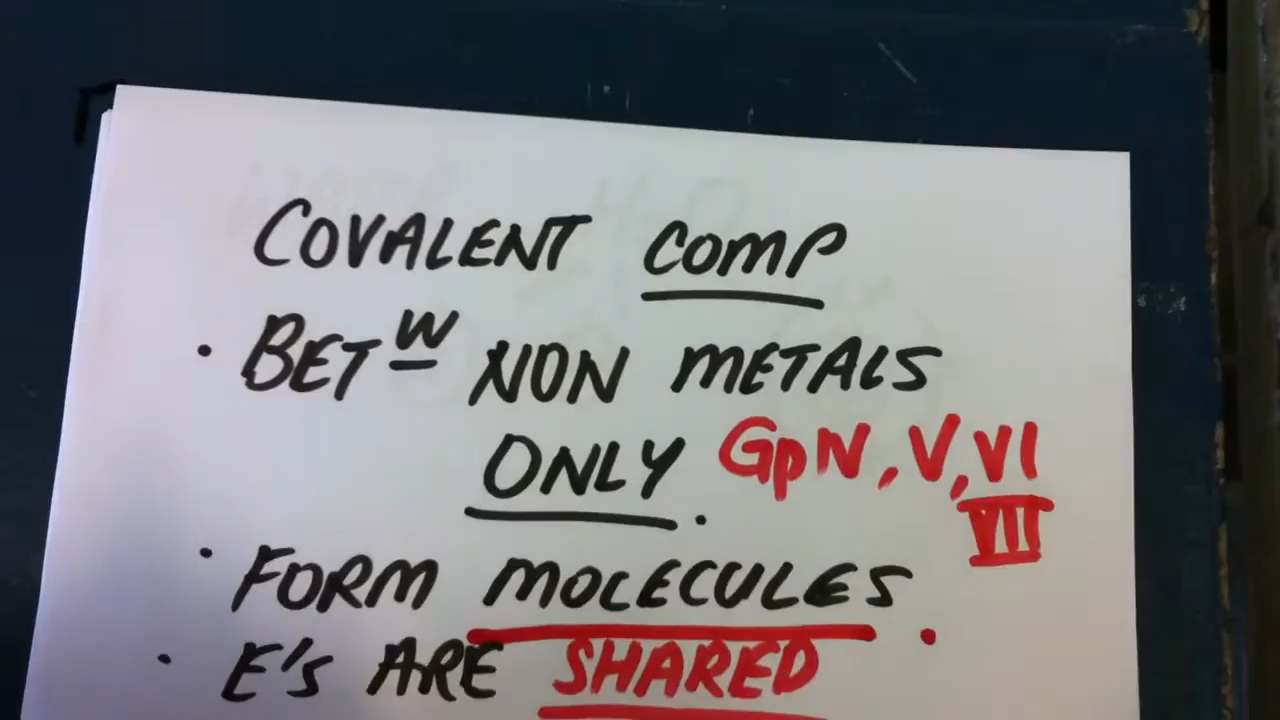 COVALENT COMP
• BETW NON METALS
ONLY. GpIV, V, VI
VII
• FORM MOLECULES.
• E's ARE SHARED